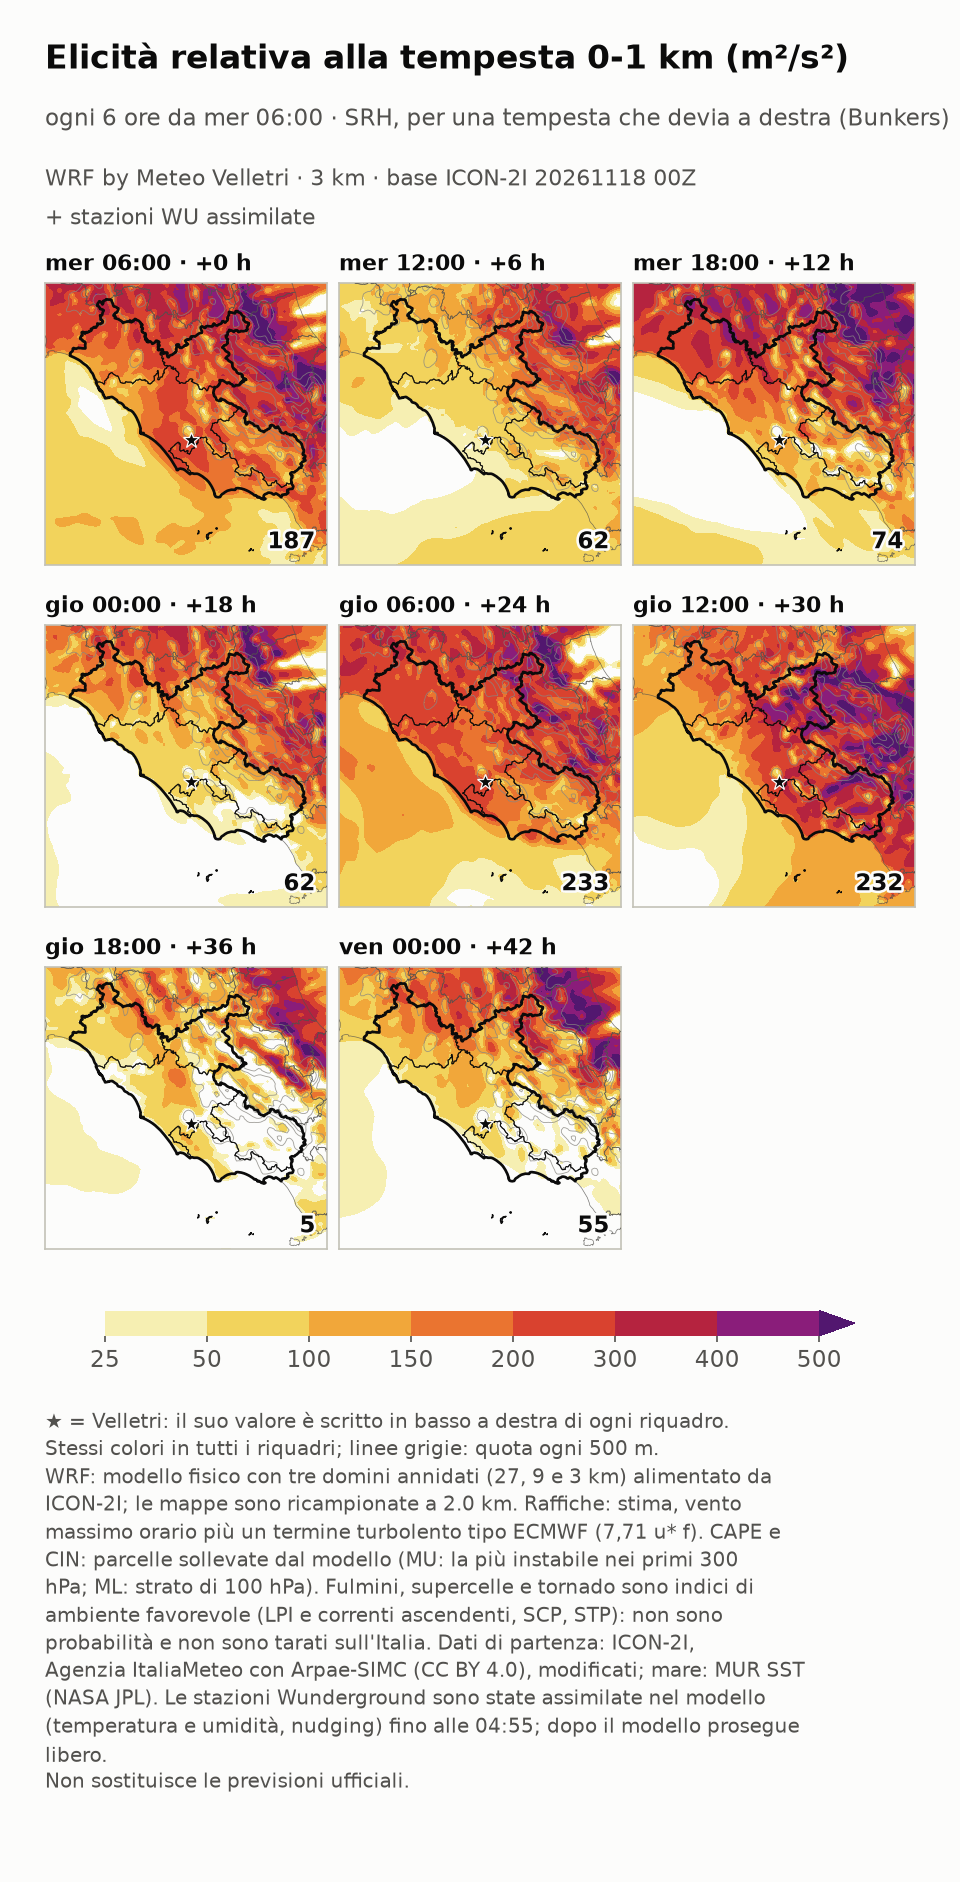 Elicità relativa alla tempesta 0-1 km (m²/s²)
ogni 6 ore da mer 06:00 · SRH, per una tempesta che devia a destra (Bunkers)
WRF by Meteo Velletri · 3 km · base ICON-2I 20261118 00Z
+ stazioni WU assimilate
mer 06:00 · +0 h
mer 12:00 · +6 h
mer 18:00 · +12 h
187
62
74
gio 00:00 · +18 h
gio 06:00 · +24 h
gio 12:00 · +30 h
62
233
232
gio 18:00 · +36 h
ven 00:00 · +42 h
5
55
25 50 100 150 200 300 400 500
★ = Velletri: il suo valore è scritto in basso a destra di ogni riquadro.
Stessi colori in tutti i riquadri; linee grigie: quota ogni 500 m.
WRF: modello fisico con tre domini annidati (27, 9 e 3 km) alimentato da
ICON-2I; le mappe sono ricampionate a 2.0 km. Raffiche: stima, vento
massimo orario più un termine turbolento tipo ECMWF (7,71 u* f). CAPE e
CIN: parcelle sollevate dal modello (MU: la più instabile nei primi 300
hPa; ML: strato di 100 hPa). Fulmini, supercelle e tornado sono indici di
ambiente favorevole (LPI e correnti ascendenti, SCP, STP): non sono
probabilità e non sono tarati sull'Italia. Dati di partenza: ICON-2I,
Agenzia ItaliaMeteo con Arpae-SIMC (CC BY 4.0), modificati; mare: MUR SST
(NASA JPL). Le stazioni Wunderground sono state assimilate nel modello
(temperatura e umidità, nudging) fino alle 04:55; dopo il modello prosegue
libero.
Non sostituisce le previsioni ufficiali.